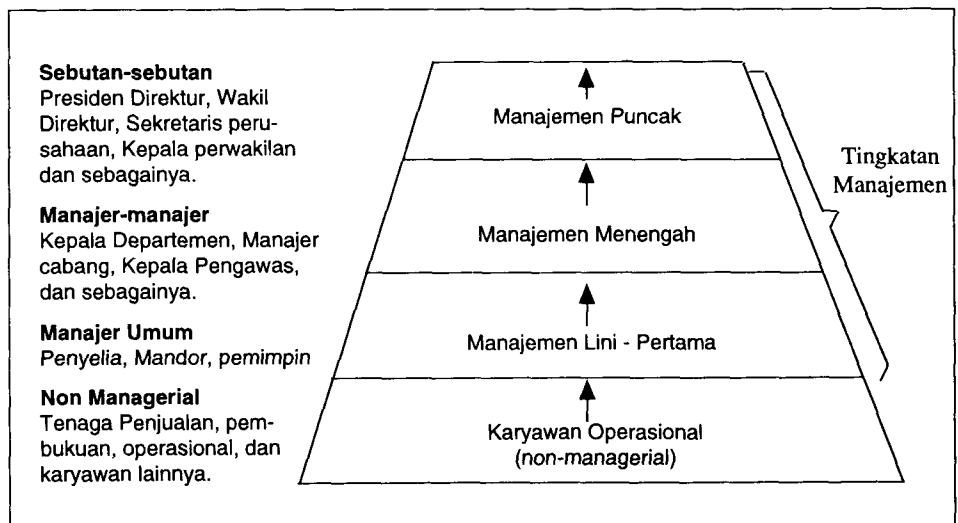 Sebutan-sebutan
Presiden Direktur, Wakil
Direktur, Sekretaris peru-
sahaan, Kepala perwakilan
dan sebagainya.
Manajer-manajer
Kepala Departemen, Manajer
cabang, Kepala Pengawas,
dan sebagainya.
Manajer Umum
Penyelia, Mandor, pemimpin
Non Managerial
Tenaga Penjualan, pem-
bukuan, operasional, dan
karyawan lainnya.
Manajemen Puncak
Manajemen Menengah
Manajemen Lini - Pertama
Karyawan Operasional
(non-managerial)
Tingkatan
Manajemen